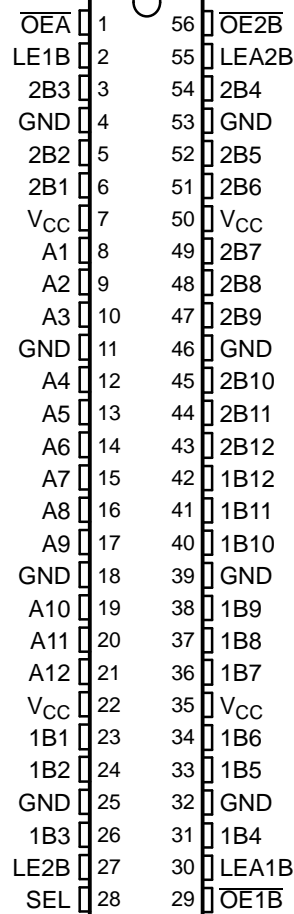 OEA 1 56 OE2B
LE1B 2 55 LEA2B
2B3 3 54 2B4
GND 4 53 GND
2B2 5 52 2B5
2B1 6 51 2B6
VCC 7 50 VCC
A1 8 49 2B7
A2 9 48 2B8
A3 10 47 2B9
GND 11 46 GND
A4 12 45 2B10
A5 13 44 2B11
A6 14 43 2B12
A7 15 42 1B12
A8 16 41 1B11
A9 17 40 1B10
GND 18 39 GND
A10 19 38 1B9
A11 20 37 1B8
A12 21 36 1B7
VCC 22 35 VCC
1B1 23 34 1B6
1B2 24 33 1B5
GND 25 32 GND
1B3 26 31 1B4
LE2B 27 30 LEA1B
SEL 28 29 OE1B